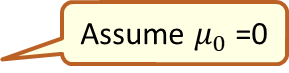 Assume 𝜇₀ =0